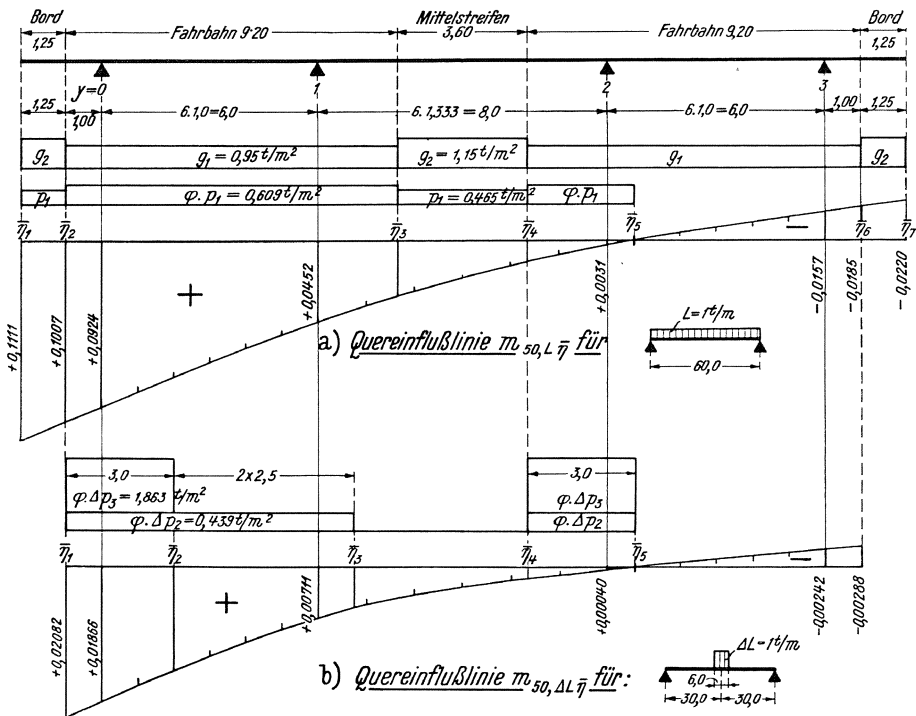 Bord Mittelstreifen Bord
1,25 Fahrbahn 9·20 3,60 Fahrbahn 9,20 1,25
y=0 1 2 3
1,25 1,00 6.1,0=6,0 6.1,333=8,0 6.1,0=6,0 1,00 1,25
g₂ g₁=0,95 t/m² g₂=1,15 t/m² g₁ g₂
p₁ φ.p₁=0,609 t/m² p₁=0,465 t/m² φ.p₁
η̄₁ η̄₂ η̄₃ η̄₄ η̄₅ η̄₆ η̄₇
+0,1111 +0,1007 +0,0924 +0,0452 +0,0031 −0,0157 −0,0185 −0,0220
+ −
a) Quereinflußlinie m₅₀,L η̄ für
L=1t/m
60,0
3,0 2×2,5 3,0
φ.Δp₃=1,863 t/m² φ.Δp₃
φ.Δp₂=0,439 t/m² φ.Δp₂
η̄₁ η̄₂ η̄₃ η̄₄ η̄₅
+0,02082 +0,01866 +0,00711 +0,00040 −0,00242 −0,00288
+ −
b) Quereinflußlinie m₅₀,ΔL η̄ für:
ΔL=1t/m
6,0
30,0 30,0